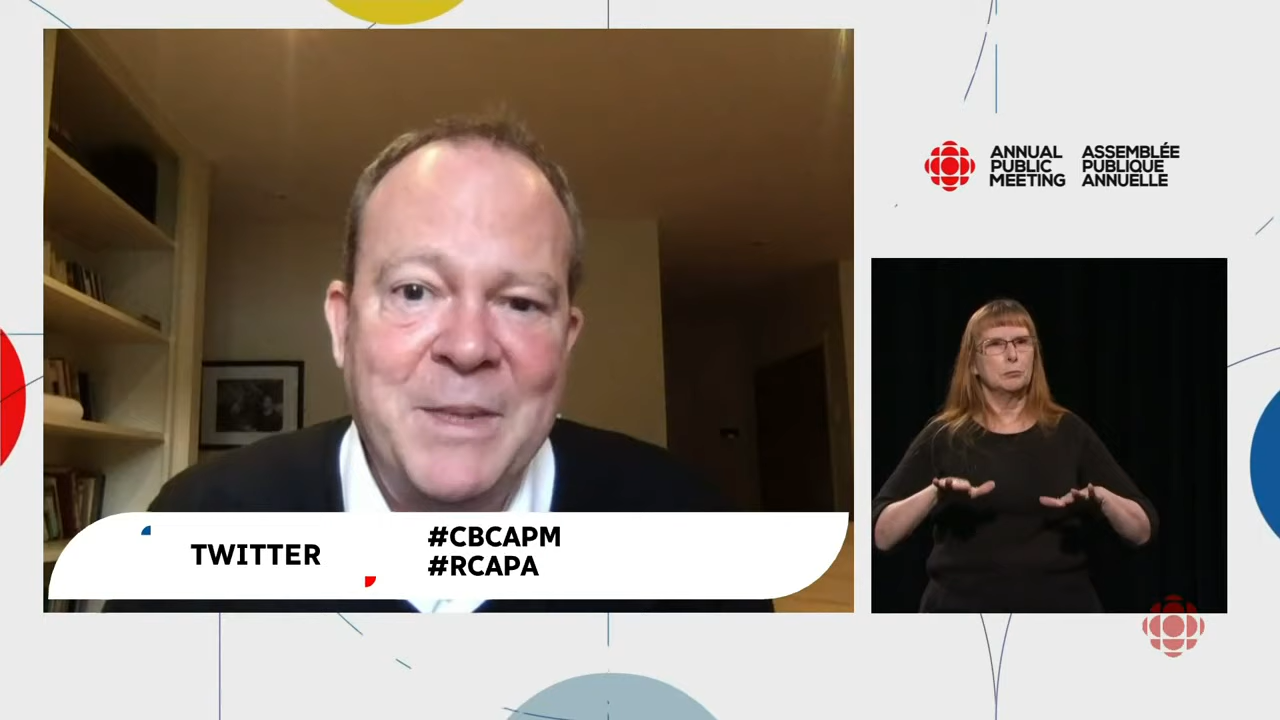 ANNUAL
PUBLIC
MEETING
ASSEMBLÉE
PUBLIQUE
ANNUELLE
TWITTER
#CBCAPM
#RCAPA